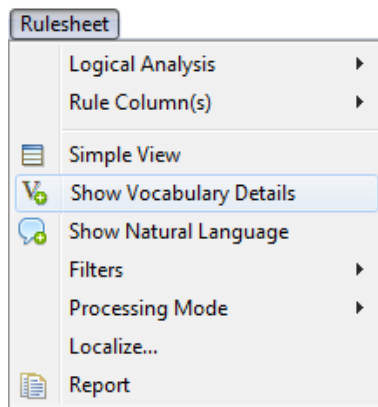 Rulesheet
Logical Analysis
Rule Column(s)
Simple View
Show Vocabulary Details
Show Natural Language
Filters
Processing Mode
Localize...
Report